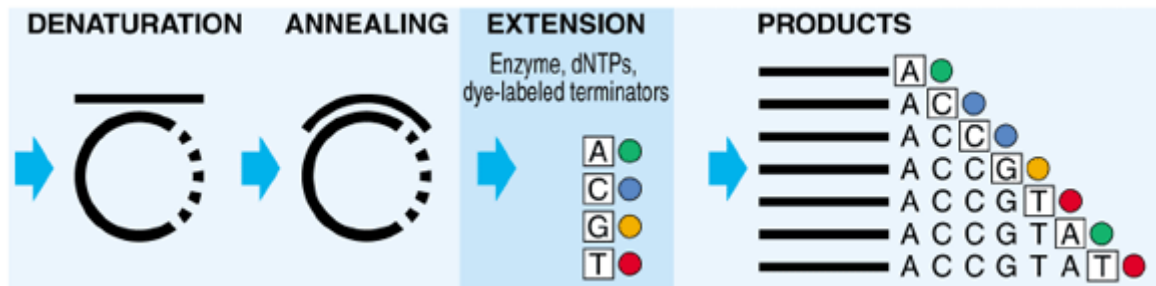 DENATURATION
ANNEALING
EXTENSION
Enzyme, dNTPs,
dye-labeled terminators
A
C
G
T
PRODUCTS
A
A C
A C C
A C C G
A C C G T
A C C G T A
A C C G T A T